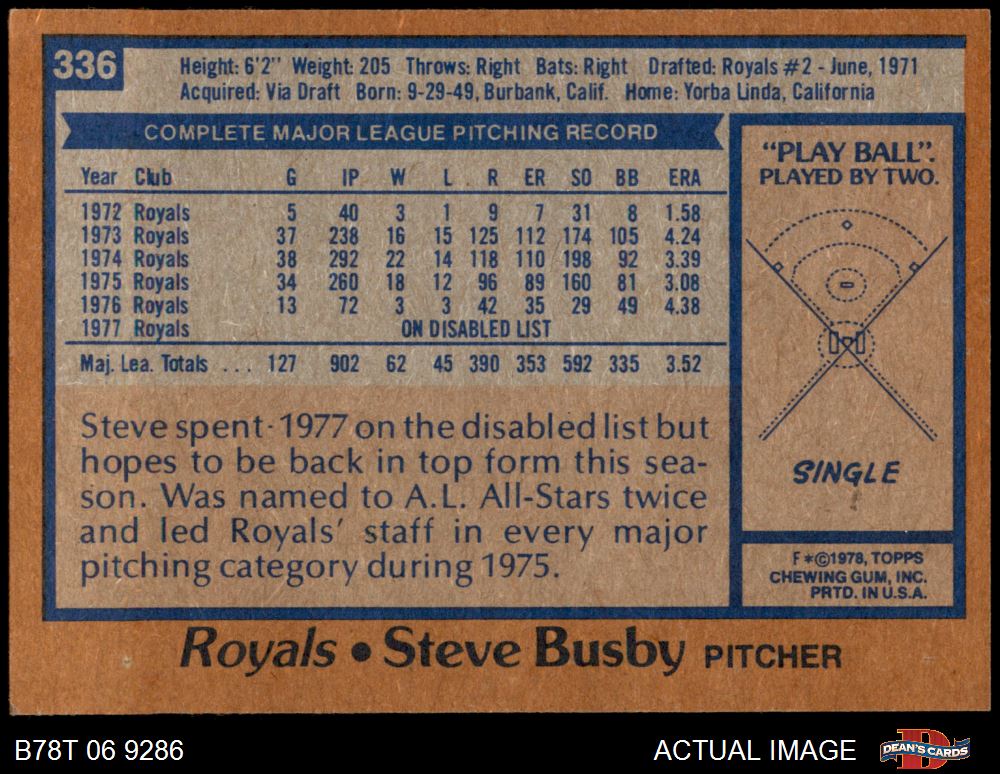 336
Height: 6'2" Weight: 205 Throws: Right Bats: Right Drafted: Royals #2 - June, 1971
Acquired: Via Draft Born: 9-29-49, Burbank, Calif. Home: Yorba Linda, California
COMPLETE MAJOR LEAGUE PITCHING RECORD
Year Club G IP W L R ER SO BB ERA
1972 Royals 5 40 3 1 9 7 31 8 1.58
1973 Royals 37 238 16 15 125 112 174 105 4.24
1974 Royals 38 292 22 14 118 110 198 92 3.39
1975 Royals 34 260 18 12 96 89 160 81 3.08
1976 Royals 13 72 3 3 42 35 29 49 4.38
1977 Royals ON DISABLED LIST
Maj. Lea. Totals . . . 127 902 62 45 390 353 592 335 3.52
Steve spent 1977 on the disabled list but
hopes to be back in top form this sea-
son. Was named to A.L. All-Stars twice
and led Royals' staff in every major
pitching category during 1975.
"PLAY BALL".
PLAYED BY TWO.
SINGLE
F*©1978, TOPPS
CHEWING GUM, INC.
PRTD. IN U.S.A.
Royals • Steve Busby PITCHER
B78T 06 9286
ACTUAL IMAGE
DEAN'S CARDS